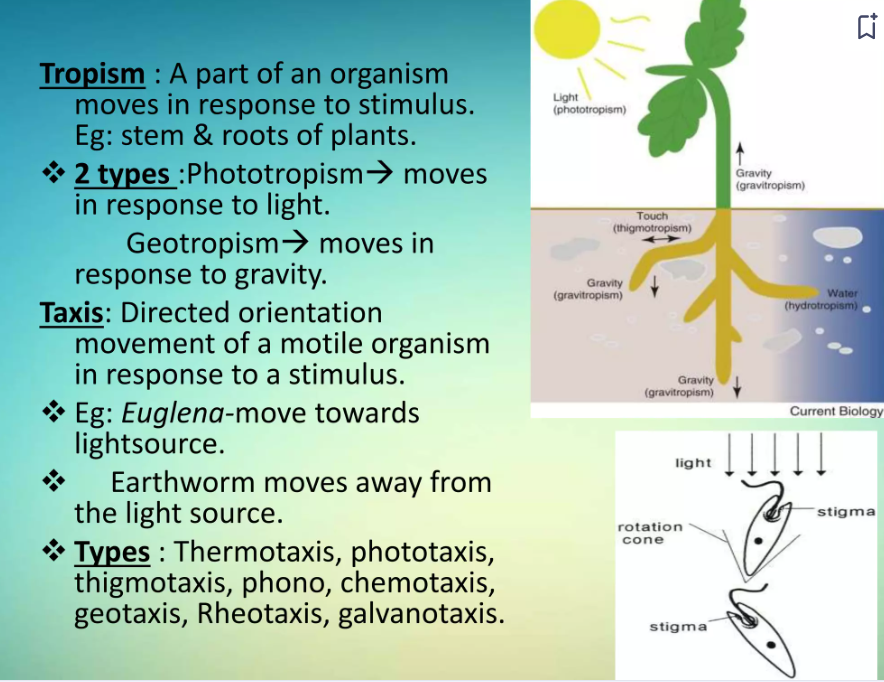 Tropism : A part of an organism
moves in response to stimulus.
Eg: stem & roots of plants.
❖ 2 types :Phototropism→ moves
in response to light.
Geotropism→ moves in
response to gravity.
Taxis: Directed orientation
movement of a motile organism
in response to a stimulus.
❖ Eg: Euglena-move towards
lightsource.
❖ Earthworm moves away from
the light source.
❖ Types : Thermotaxis, phototaxis,
thigmotaxis, phono, chemotaxis,
geotaxis, Rheotaxis, galvanotaxis.
Light
(phototropism)
Gravity
(gravitropism)
Touch
(thigmotropism)
Gravity
(gravitropism)
Water
(hydrotropism)
Gravity
(gravitropism)
Current Biology
light
stigma
rotation
cone
stigma